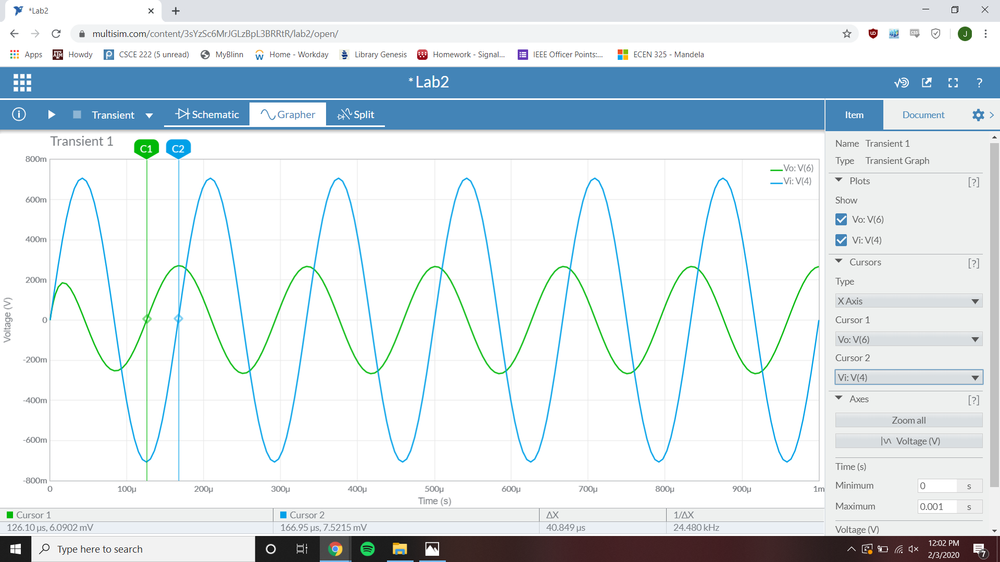 *Lab2
multisim.com/content/3sYzSc6MrJGLzBpL3BRRtR/lab2/open/
UD
CSS
J
Apps
Howdy
CSCE 222 (5 unread)
MyBlinn
Home - Workday
Library Genesis
Homework - Signal...
IEEE Officer Points:...
ECEN 325 - Mandela
*Lab2
?
Transient
Schematic
Grapher
Split
Item
Document
Transient 1
C1
C2
Vo: V(6)
Vi: V(4)
800m
600m
400m
200m
0
-200m
-400m
-600m
-800m
Voltage (V)
0
100µ
200µ
300µ
400µ
500µ
600µ
700µ
800µ
900µ
1m
Time (s)
Cursor 1
126.10 µs, 6.0902 mV
Cursor 2
166.95 µs, 7.5215 mV
ΔX
40.849 µs
1/ΔX
24.480 kHz
Name Transient 1
Type Transient Graph
Plots [?]
Show
Vo: V(6)
Vi: V(4)
Cursors [?]
Type
X Axis
Cursor 1
Vo: V(6)
Cursor 2
Vi: V(4)
Axes [?]
Zoom all
Voltage (V)
Time (s)
Minimum 0 s
Maximum 0.001 s
Voltage (V)
Type here to search
12:02 PM
2/3/2020
7